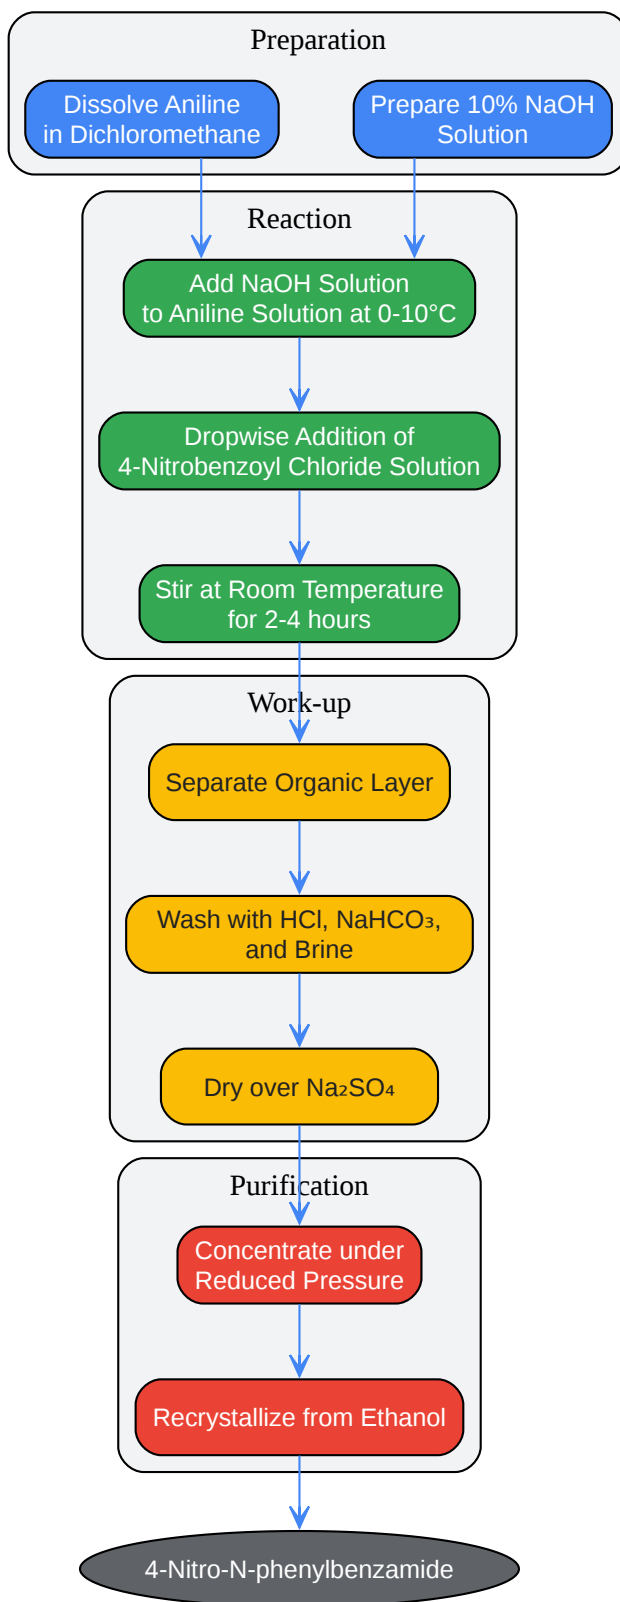 Preparation
Dissolve Aniline
in Dichloromethane
Prepare 10% NaOH
Solution
Reaction
Add NaOH Solution
to Aniline Solution at 0-10°C
Dropwise Addition of
4-Nitrobenzoyl Chloride Solution
Stir at Room Temperature
for 2-4 hours
Work-up
Separate Organic Layer
Wash with HCl, NaHCO₃,
and Brine
Dry over Na₂SO₄
Purification
Concentrate under
Reduced Pressure
Recrystallize from Ethanol
4-Nitro-N-phenylbenzamide